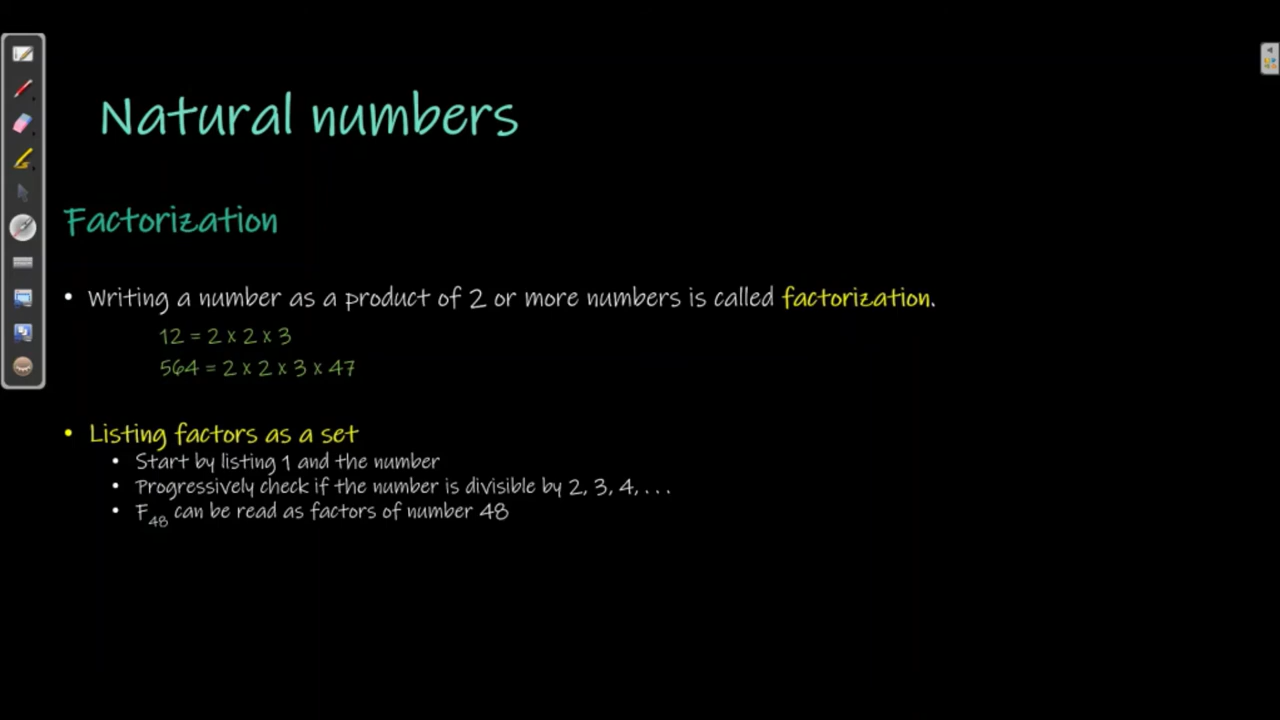 Natural numbers
Factorization
• Writing a number as a product of 2 or more numbers is called factorization.
12 = 2 x 2 x 3
564 = 2 x 2 x 3 x 47
• Listing factors as a set
• Start by listing 1 and the number
• Progressively check if the number is divisible by 2, 3, 4, . . .
• F₄₈ can be read as factors of number 48